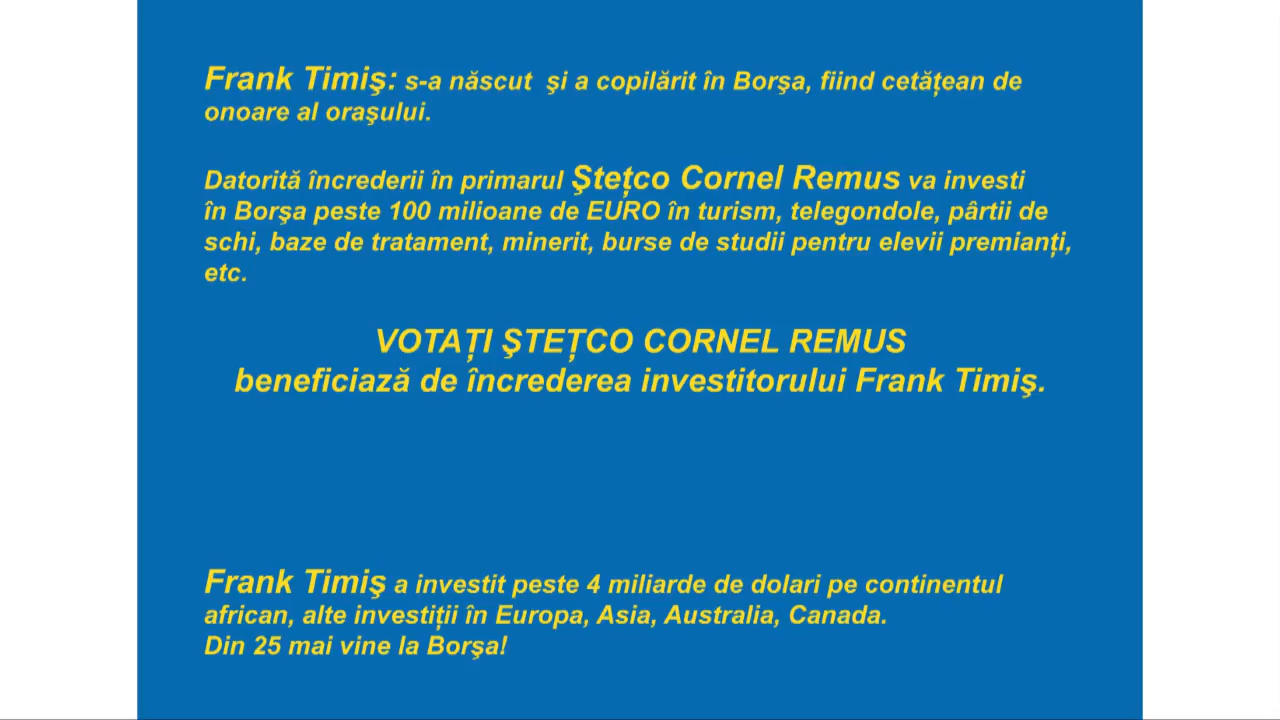 Frank Timiş: s-a născut  şi a copilărit în Borşa, fiind cetățean de
onoare al oraşului.
Datorită încrederii în primarul Ştețco Cornel Remus va investi
în Borşa peste 100 milioane de EURO în turism, telegondole, pârtii de
schi, baze de tratament, minerit, burse de studii pentru elevii premianți,
etc.
VOTAȚI ŞTEȚCO CORNEL REMUS
beneficiază de încrederea investitorului Frank Timiş.
Frank Timiş a investit peste 4 miliarde de dolari pe continentul
african, alte investiții în Europa, Asia, Australia, Canada.
Din 25 mai vine la Borşa!